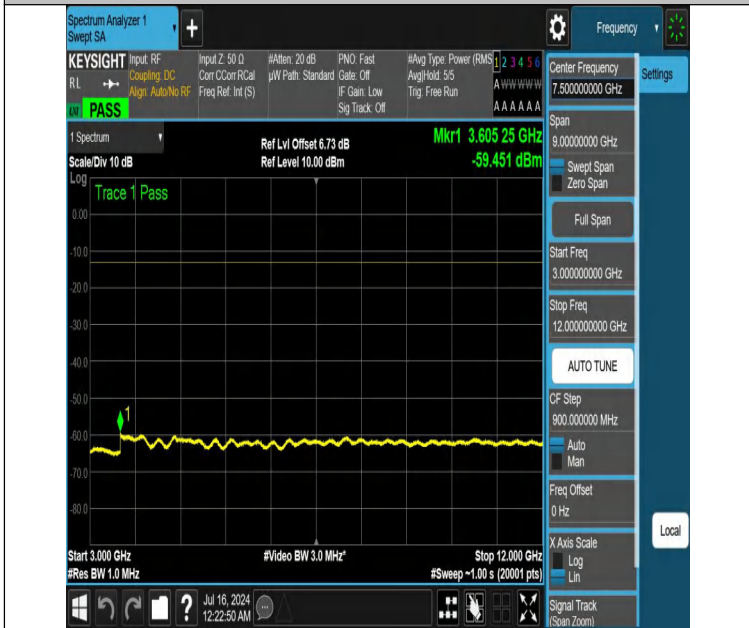 Spectrum Analyzer 1
Swept SA
+
Frequency
KEYSIGHT
RL
PASS
Input: RF
Coupling: DC
Align: Auto/No RF
Input Z: 50 Ω
Corr CCorr RCal
Freq Ref: Int (S)
#Atten: 20 dB
µW Path: Standard
PNO: Fast
Gate: Off
IF Gain: Low
Sig Track: Off
#Avg Type: Power (RMS
Avg|Hold: 5/5
Trig: Free Run
1 2 3 4 5 6
A W W W W W
A A A A A A
1 Spectrum
Scale/Div 10 dB
Ref Lvl Offset 6.73 dB
Ref Level 10.00 dBm
Mkr1 3.605 25 GHz
-59.451 dBm
Log
Trace 1 Pass
0.00
-10.0
-20.0
-30.0
-40.0
-50.0
-60.0
-70.0
-80.0
1
Start 3.000 GHz
#Res BW 1.0 MHz
#Video BW 3.0 MHz*
Stop 12.000 GHz
#Sweep ~1.00 s (20001 pts)
Center Frequency
7.500000000 GHz
Settings
Span
9.00000000 GHz
Swept Span
Zero Span
Full Span
Start Freq
3.000000000 GHz
Stop Freq
12.000000000 GHz
AUTO TUNE
CF Step
900.000000 MHz
Auto
Man
Freq Offset
0 Hz
X Axis Scale
Log
Lin
Local
Signal Track
(Span Zoom)
?
Jul 16, 2024
12:22:50 AM